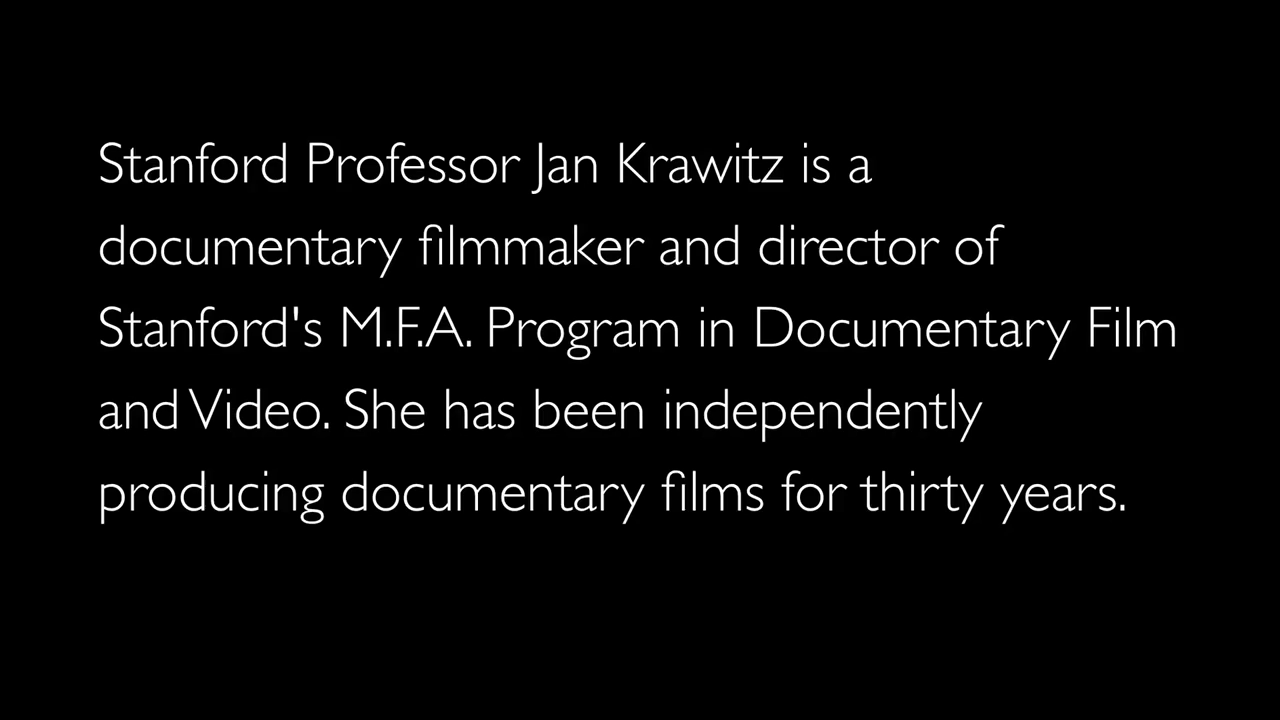 Stanford Professor Jan Krawitz is a
documentary filmmaker and director of
Stanford's M.F.A. Program in Documentary Film
and Video. She has been independently
producing documentary films for thirty years.